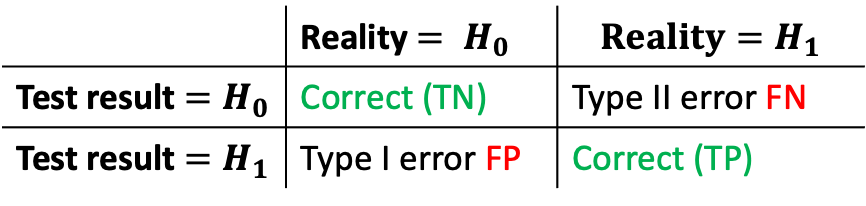 Reality = H₀ Reality = H₁
Test result = H₀ Correct (TN) Type II error FN
Test result = H₁ Type I error FP Correct (TP)